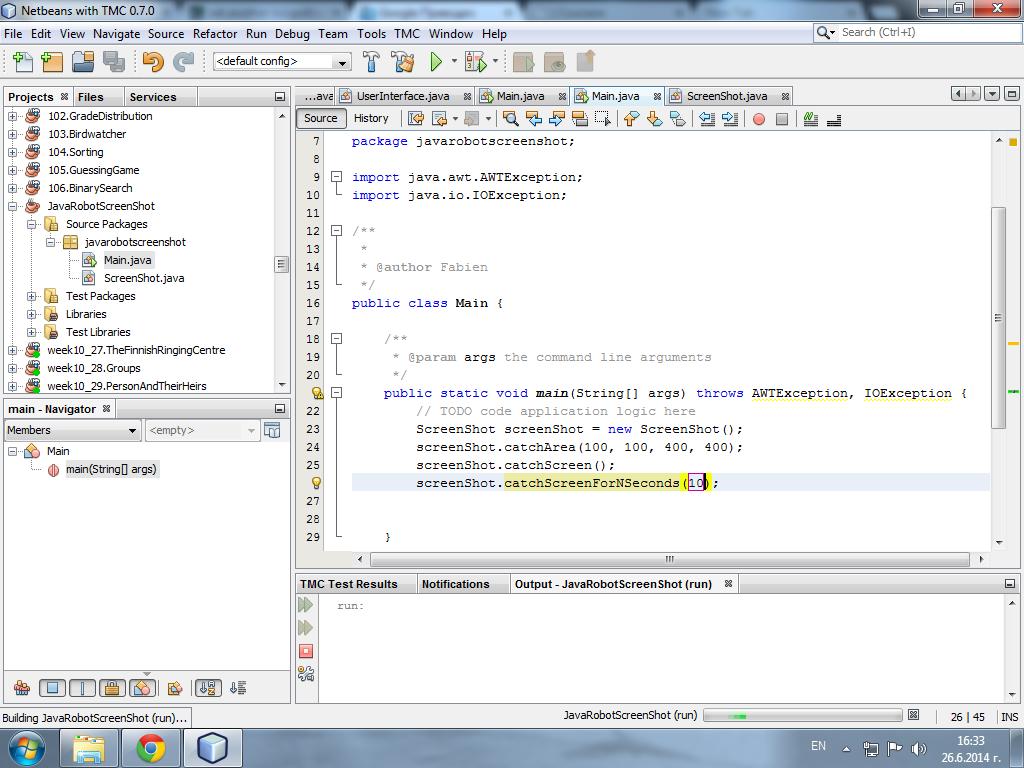 Netbeans with TMC 0.7.0
File Edit View Navigate Source Refactor Run Debug Team Tools TMC Window Help
Search (Ctrl+I)
<default config>
Projects Files Services
102.GradeDistribution
103.Birdwatcher
104.Sorting
105.GuessingGame
106.BinarySearch
JavaRobotScreenShot
Source Packages
javarobotscreenshot
Main.java
ScreenShot.java
Test Packages
Libraries
Test Libraries
week10_27.TheFinnishRingingCentre
week10_28.Groups
week10_29.PersonAndTheirHeirs
main - Navigator
Members <empty>
Main
main(String[] args)
...ava UserInterface.java Main.java Main.java ScreenShot.java
Source History
7 package javarobotscreenshot;
8
9 import java.awt.AWTException;
10 import java.io.IOException;
11
12 /**
13 *
14 * @author Fabien
15 */
16 public class Main {
17
18 /**
19 * @param args the command line arguments
20 */
public static void main(String[] args) throws AWTException, IOException {
22 // TODO code application logic here
23 ScreenShot screenShot = new ScreenShot();
24 screenShot.catchArea(100, 100, 400, 400);
25 screenShot.catchScreen();
screenShot.catchScreenForNSeconds(10);
27
28
29 }
TMC Test Results Notifications Output - JavaRobotScreenShot (run)
run:
Building JavaRobotScreenShot (run)...
JavaRobotScreenShot (run)
26 | 45 INS
EN
16:33
26.6.2014 г.